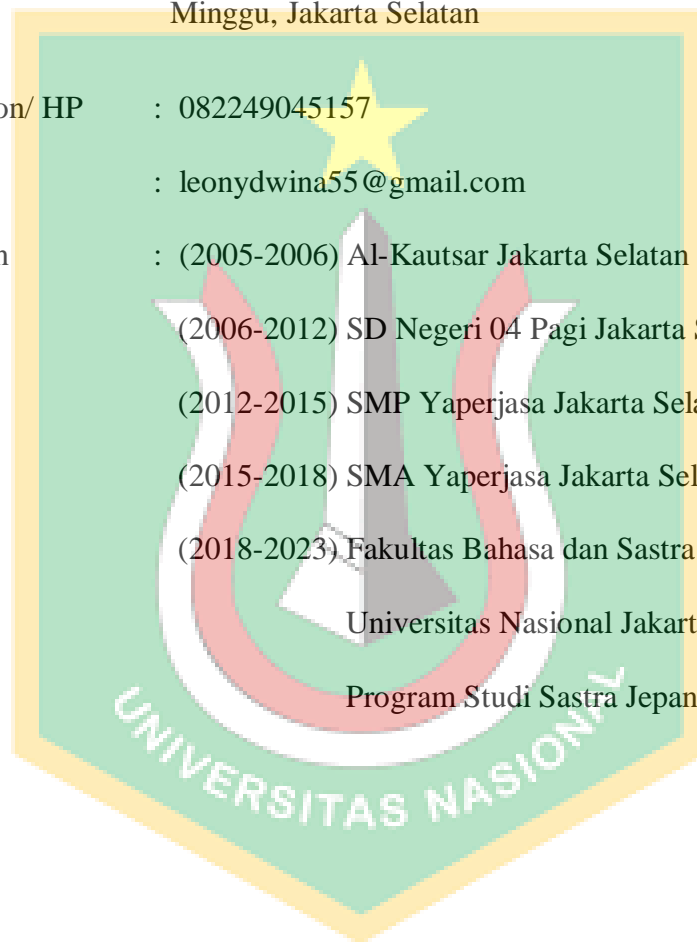 Minggu, Jakarta Selatan
on/ HP : 082249045157
: leonydwina55@gmail.com
n : (2005-2006) Al-Kautsar Jakarta Selatan
(2006-2012) SD Negeri 04 Pagi Jakarta S
(2012-2015) SMP Yaperjasa Jakarta Sela
(2015-2018) SMA Yaperjasa Jakarta Sel
(2018-2023) Fakultas Bahasa dan Sastra
Universitas Nasional Jakart
Program Studi Sastra Jepan
UNIVERSITAS NASIONAL